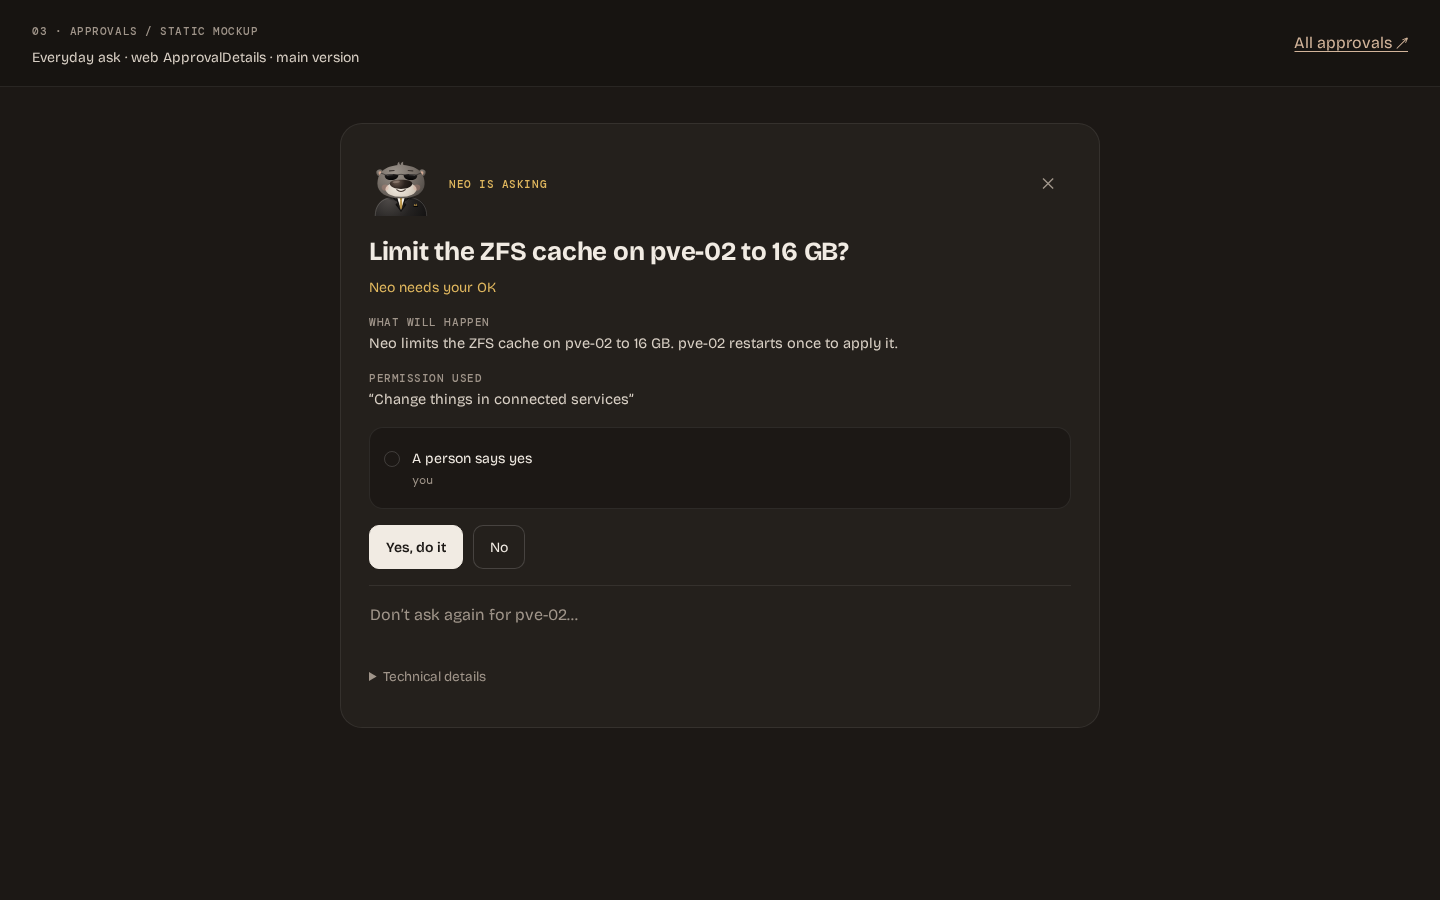 03 · APPROVALS / STATIC MOCKUP
Everyday ask · web ApprovalDetails · main version
All approvals ↗
NEO IS ASKING
Limit the ZFS cache on pve-02 to 16 GB?
Neo needs your OK
WHAT WILL HAPPEN
Neo limits the ZFS cache on pve-02 to 16 GB. pve-02 restarts once to apply it.
PERMISSION USED
“Change things in connected services”
A person says yes
you
Yes, do it
No
Don’t ask again for pve-02…
Technical details